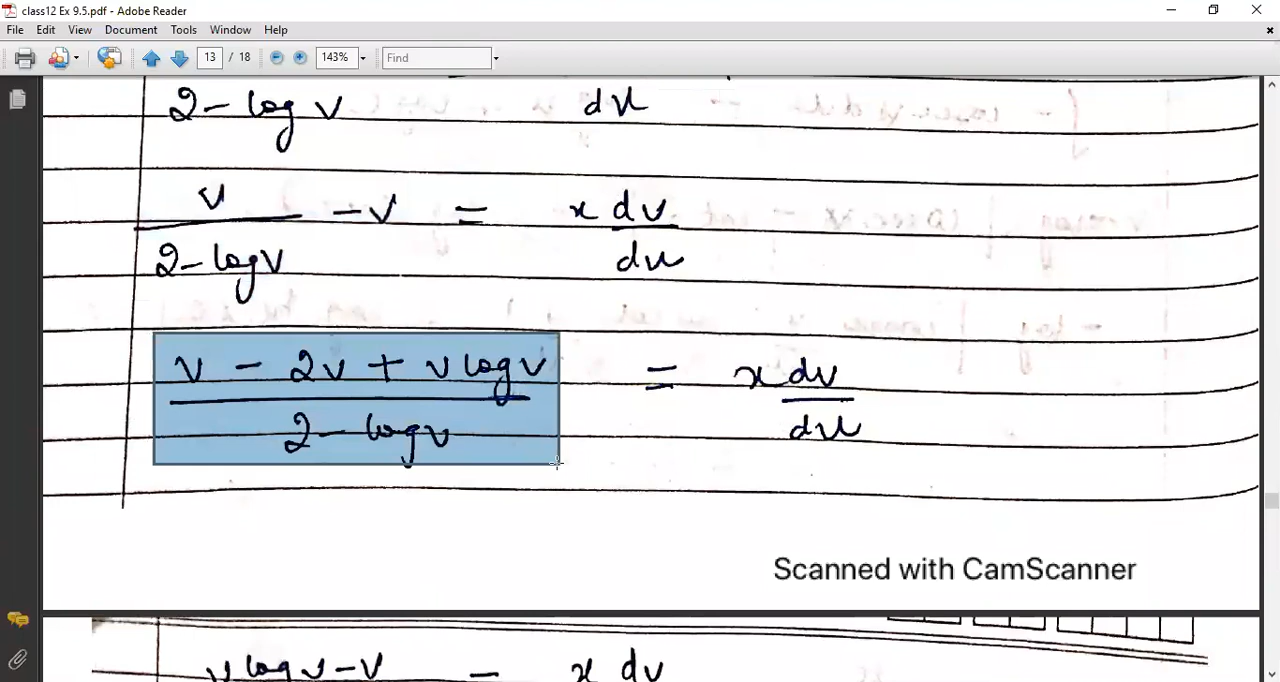 class12 Ex 9.5.pdf - Adobe Reader
File Edit View Document Tools Window Help
13 / 18 143% Find
2 - log v dx
v/(2 - log v) - v = x dv/dx
(v - 2v + v log v)/(2 - log v) = x dv/dx
Scanned with CamScanner
v log v - v = x dv